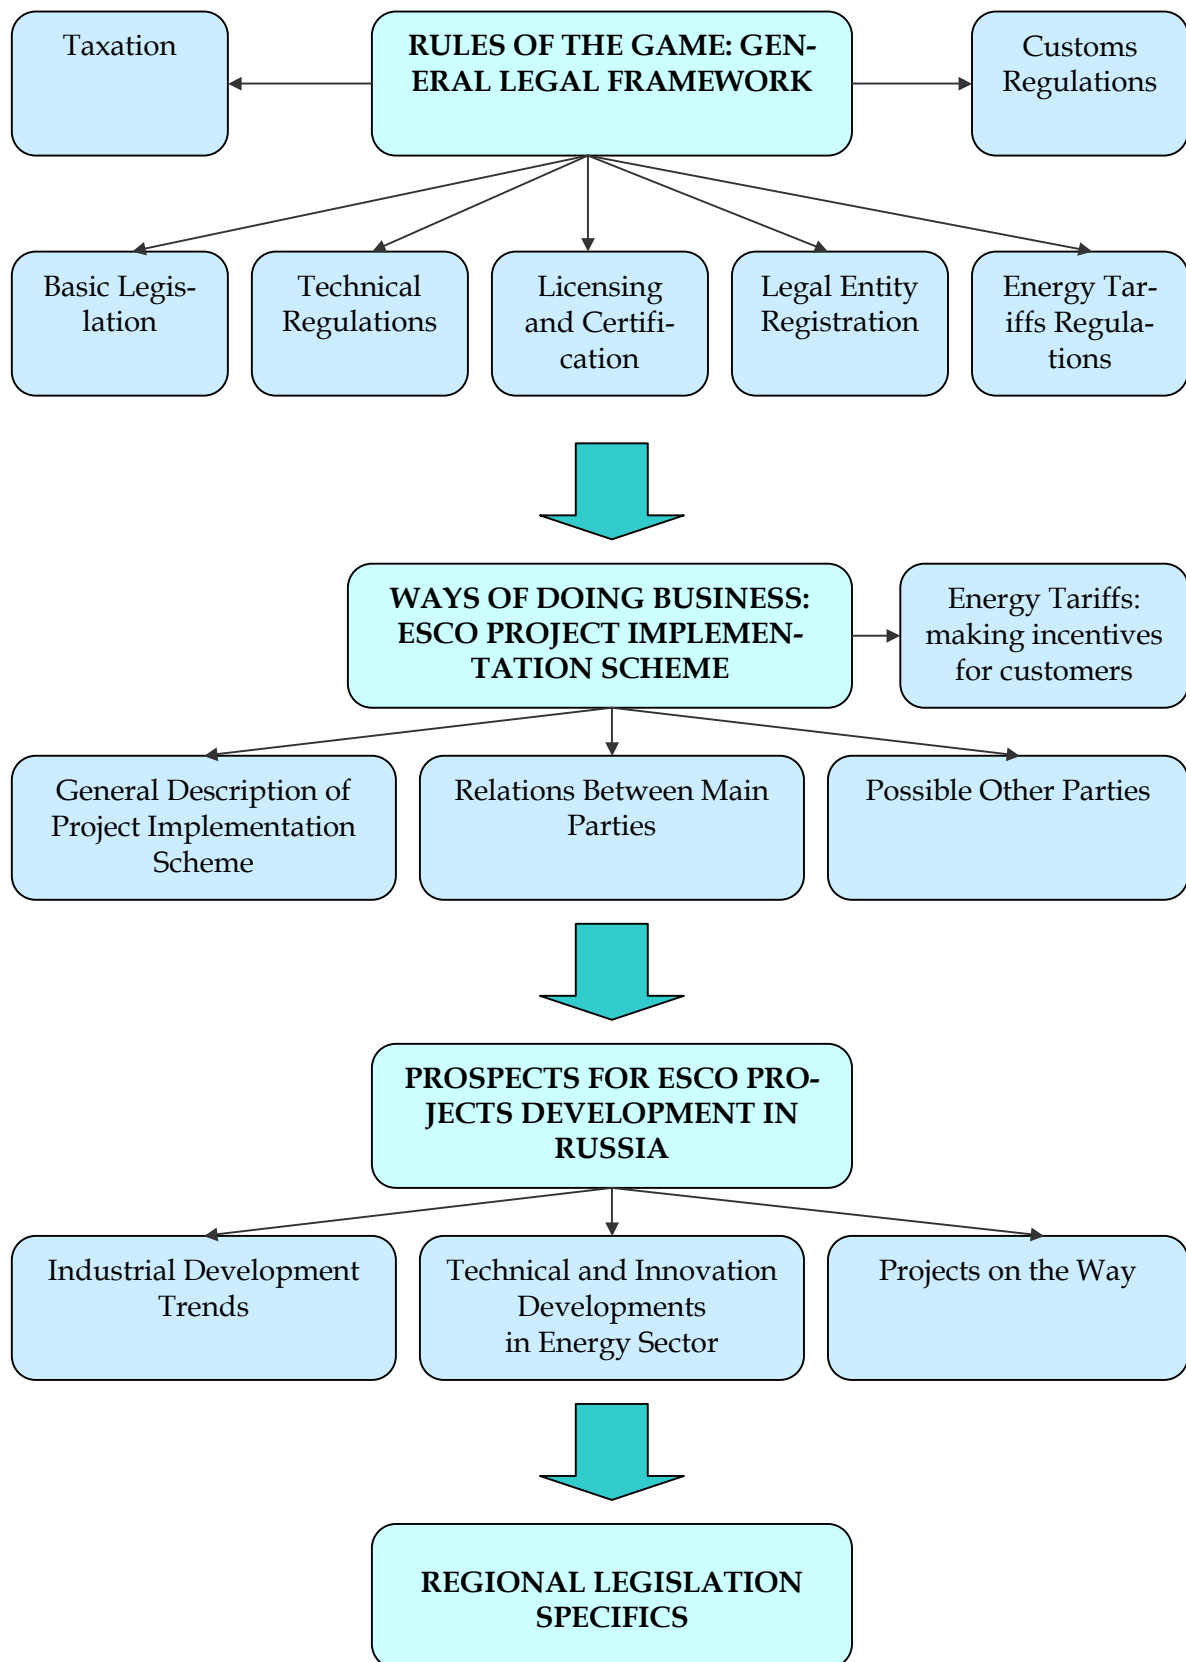 Taxation
RULES OF THE GAME: GEN-
ERAL LEGAL FRAMEWORK
Customs
Regulations
Basic Legis-
lation
Technical
Regulations
Licensing
and Certifi-
cation
Legal Entity
Registration
Energy Tar-
iffs Regula-
tions
WAYS OF DOING BUSINESS:
ESCO PROJECT IMPLEMEN-
TATION SCHEME
Energy Tariffs:
making incentives
for customers
General Description of
Project Implementation
Scheme
Relations Between Main
Parties
Possible Other Parties
PROSPECTS FOR ESCO PRO-
JECTS DEVELOPMENT IN
RUSSIA
Industrial Development
Trends
Technical and Innovation
Developments
in Energy Sector
Projects on the Way
REGIONAL LEGISLATION
SPECIFICS